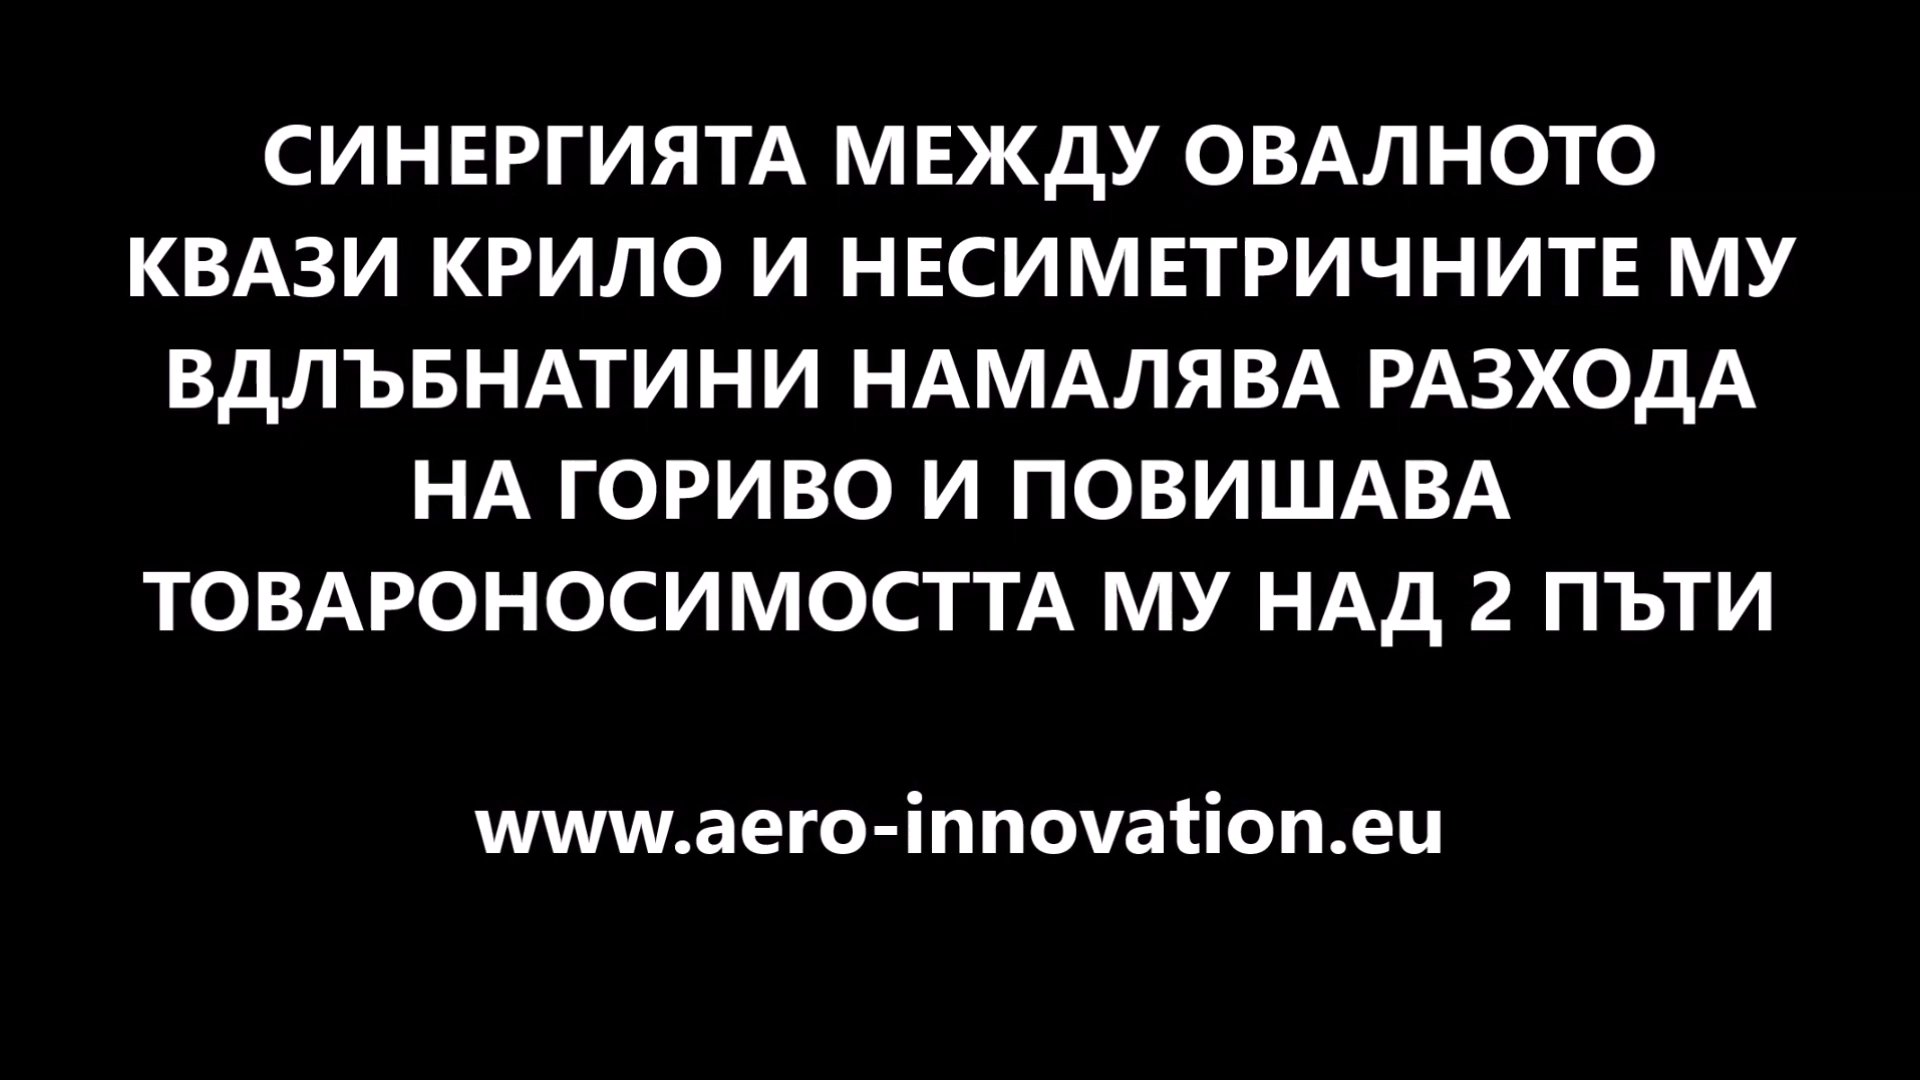 СИНЕРГИЯТА МЕЖДУ ОВАЛНОТО
КВАЗИ КРИЛО И НЕСИМЕТРИЧНИТЕ МУ
ВДЛЪБНАТИНИ НАМАЛЯВА РАЗХОДА
НА ГОРИВО И ПОВИШАВА
ТОВАРОНОСИМОСТТА МУ НАД 2 ПЪТИ
www.aero-innovation.eu